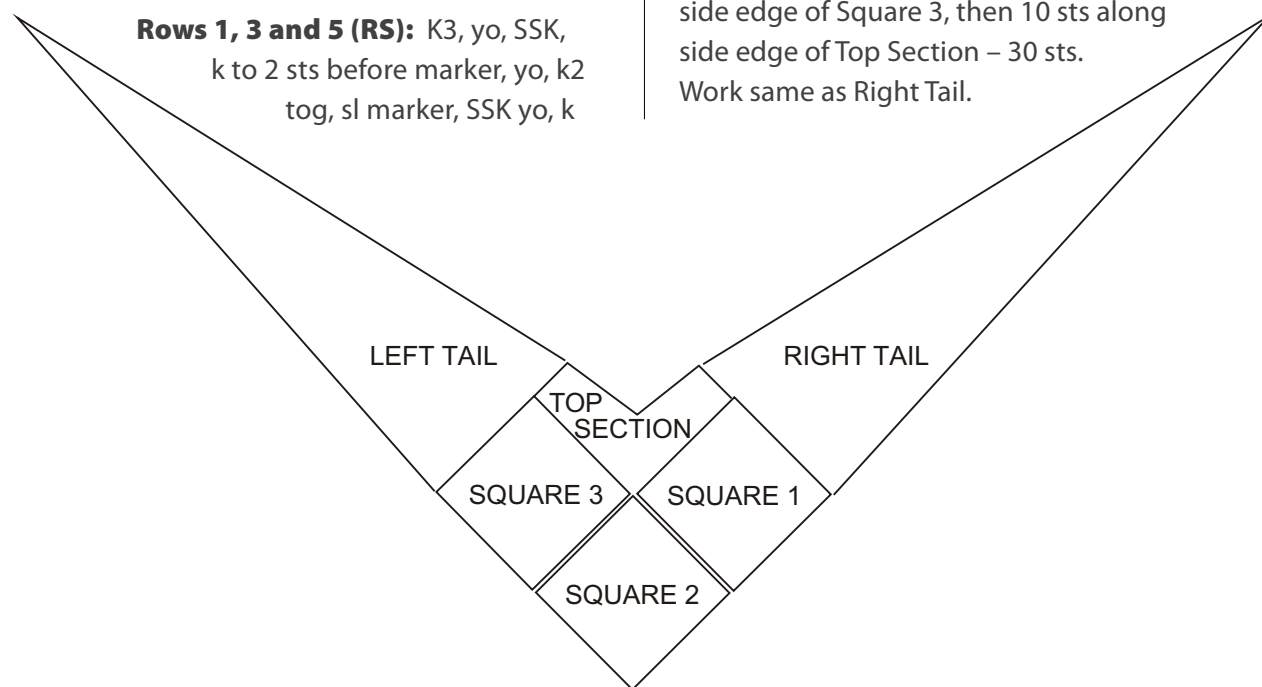 Rows 1, 3 and 5 (RS): K3, yo, SSK,
k to 2 sts before marker, yo, k2
tog, sl marker, SSK yo, k
side edge of Square 3, then 10 sts along
side edge of Top Section – 30 sts.
Work same as Right Tail.
LEFT TAIL
RIGHT TAIL
TOP
SECTION
SQUARE 3
SQUARE 1
SQUARE 2